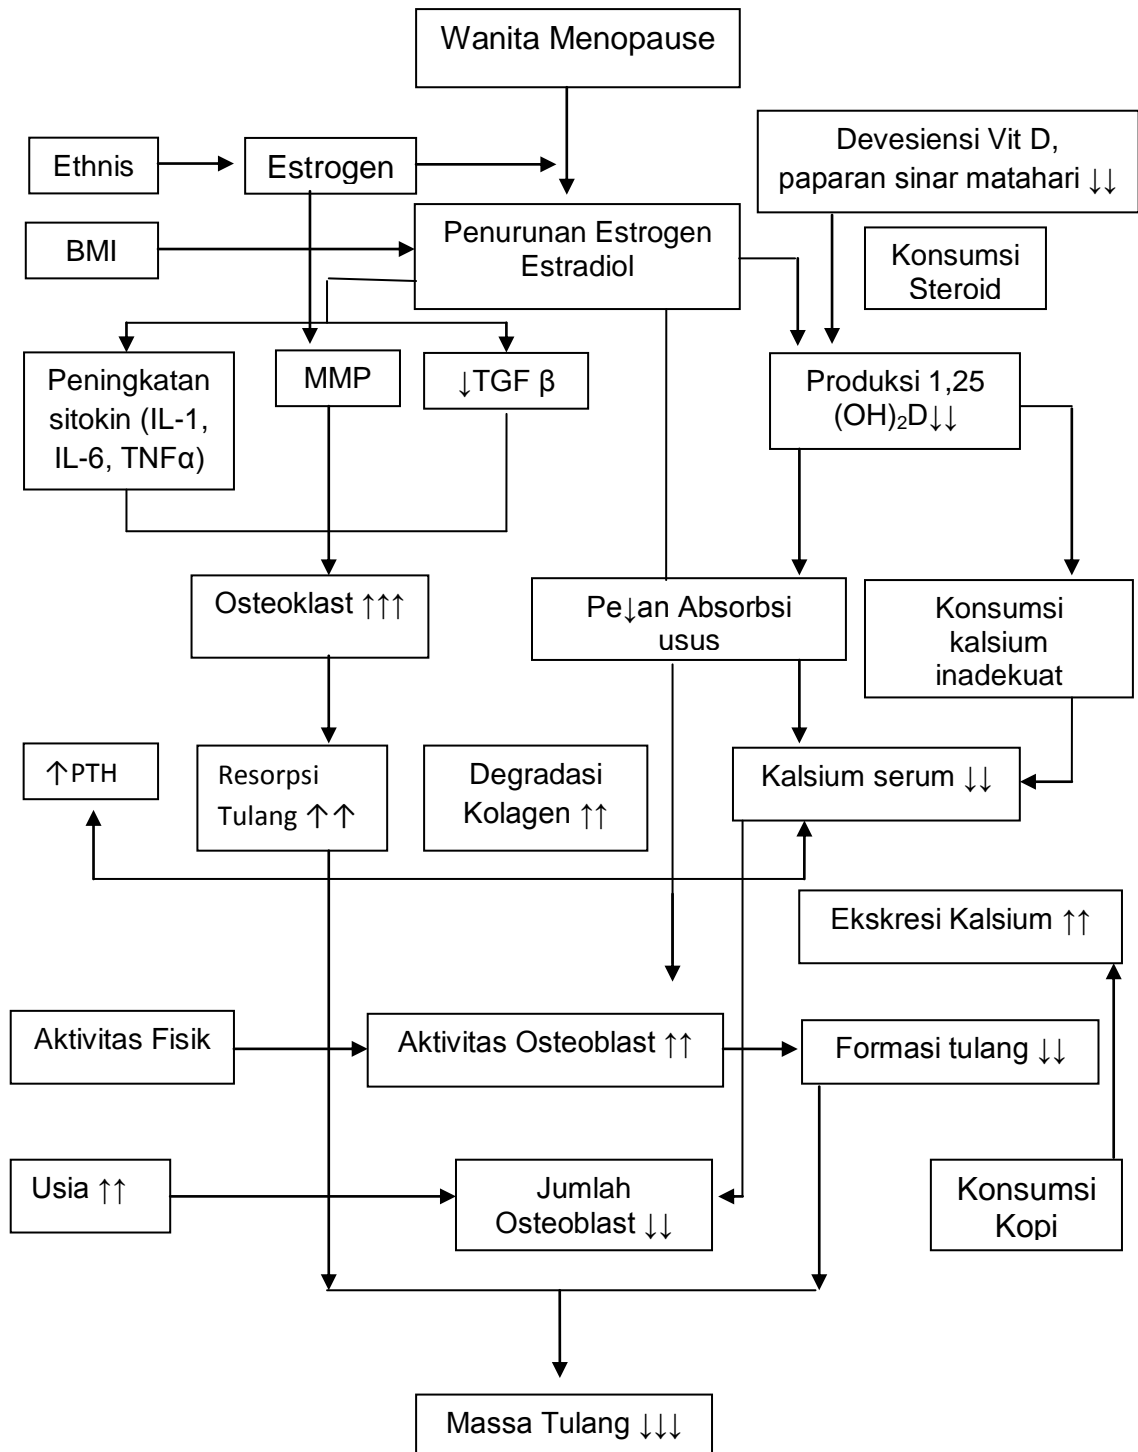 Wanita Menopause
Ethnis
Estrogen
Devesiensi Vit D,
paparan sinar matahari ↓↓
BMI
Penurunan Estrogen
Estradiol
Konsumsi
Steroid
Peningkatan
sitokin (IL-1,
IL-6, TNFα)
MMP
↓TGF β
Produksi 1,25
(OH)₂D↓↓
Osteoklast ↑↑↑
Pe↓an Absorbsi
usus
Konsumsi
kalsium
inadekuat
↑PTH
Resorpsi
Tulang ↑↑
Degradasi
Kolagen ↑↑
Kalsium serum ↓↓
Ekskresi Kalsium ↑↑
Aktivitas Fisik
Aktivitas Osteoblast ↑↑
Formasi tulang ↓↓
Usia ↑↑
Jumlah
Osteoblast ↓↓
Konsumsi
Kopi
Massa Tulang ↓↓↓